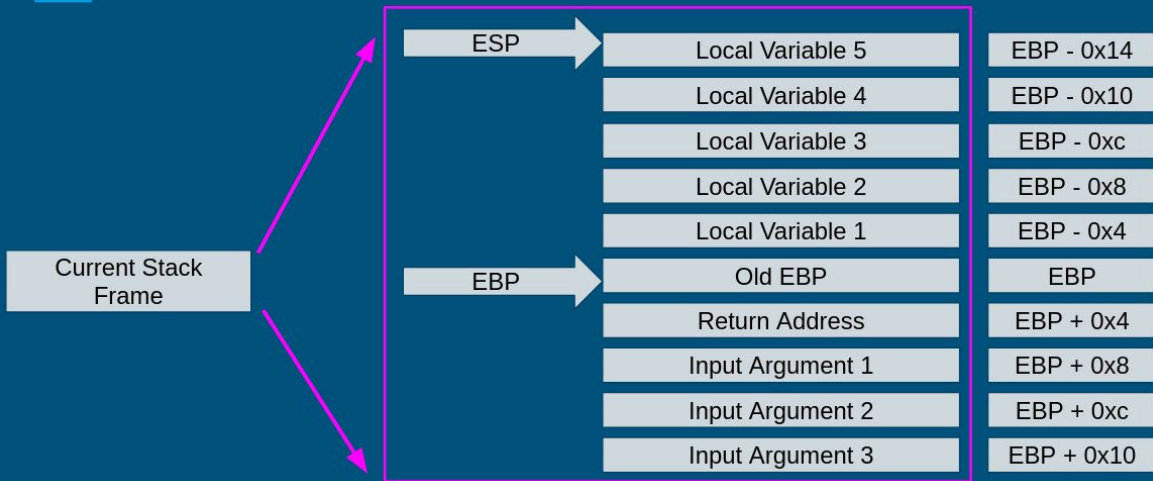 ESP
Local Variable 5
EBP - 0x14
Local Variable 4
EBP - 0x10
Local Variable 3
EBP - 0xc
Local Variable 2
EBP - 0x8
Local Variable 1
EBP - 0x4
Current Stack
Frame
EBP
Old EBP
EBP
Return Address
EBP + 0x4
Input Argument 1
EBP + 0x8
Input Argument 2
EBP + 0xc
Input Argument 3
EBP + 0x10